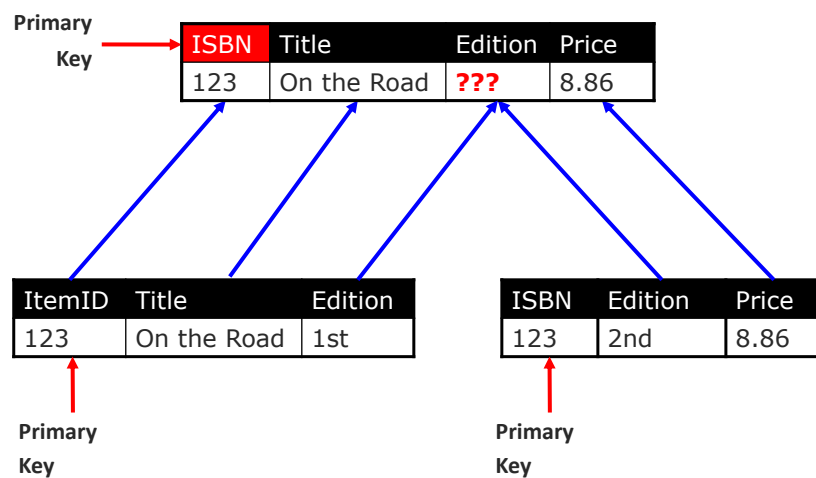 Primary
Key
ISBN Title Edition Price
123 On the Road ??? 8.86
ItemID Title Edition
123 On the Road 1st
ISBN Edition Price
123 2nd 8.86
Primary
Key
Primary
Key